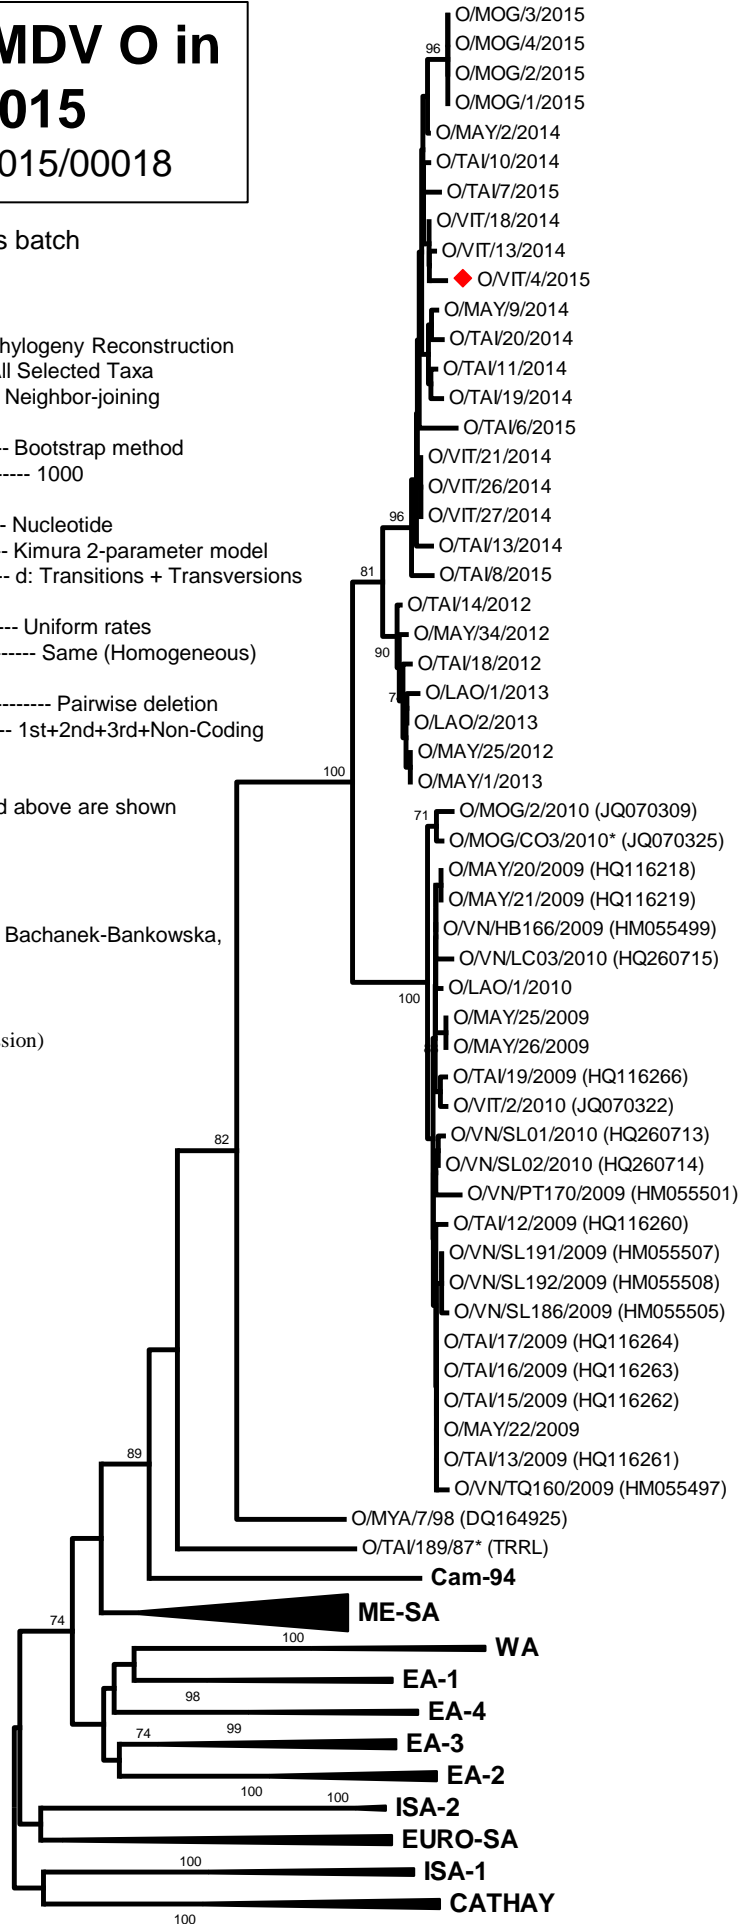 MDV O in
015
015/00018
s batch
hylogeny Reconstruction
All Selected Taxa
Neighbor-joining
-- Bootstrap method
----- 1000
- Nucleotide
-- Kimura 2-parameter model
-- d: Transitions + Transversions
--- Uniform rates
------ Same (Homogeneous)
--------- Pairwise deletion
-- 1st+2nd+3rd+Non-Coding
d above are shown
Bachanek-Bankowska,
sion)
O/MOG/3/2015
O/MOG/4/2015
96
O/MOG/2/2015
O/MOG/1/2015
O/MAY/2/2014
O/TAI/10/2014
O/TAI/7/2015
O/VIT/18/2014
O/VIT/13/2014
O/VIT/4/2015
O/MAY/9/2014
O/TAI/20/2014
O/TAI/11/2014
O/TAI/19/2014
O/TAI/6/2015
O/VIT/21/2014
O/VIT/26/2014
O/VIT/27/2014
96
O/TAI/13/2014
O/TAI/8/2015
81
O/TAI/14/2012
O/MAY/34/2012
90
O/TAI/18/2012
O/LAO/1/2013
O/LAO/2/2013
O/MAY/25/2012
100
O/MAY/1/2013
71
O/MOG/2/2010 (JQ070309)
O/MOG/CO3/2010* (JQ070325)
O/MAY/20/2009 (HQ116218)
O/MAY/21/2009 (HQ116219)
O/VN/HB166/2009 (HM055499)
O/VN/LC03/2010 (HQ260715)
O/LAO/1/2010
100
O/MAY/25/2009
O/MAY/26/2009
O/TAI/19/2009 (HQ116266)
O/VIT/2/2010 (JQ070322)
O/VN/SL01/2010 (HQ260713)
82
O/VN/SL02/2010 (HQ260714)
O/VN/PT170/2009 (HM055501)
O/TAI/12/2009 (HQ116260)
O/VN/SL191/2009 (HM055507)
O/VN/SL192/2009 (HM055508)
O/VN/SL186/2009 (HM055505)
O/TAI/17/2009 (HQ116264)
O/TAI/16/2009 (HQ116263)
O/TAI/15/2009 (HQ116262)
O/MAY/22/2009
89
O/TAI/13/2009 (HQ116261)
O/VN/TQ160/2009 (HM055497)
O/MYA/7/98 (DQ164925)
O/TAI/189/87* (TRRL)
Cam-94
ME-SA
74
100
WA
EA-1
98
EA-4
74
99
EA-3
EA-2
100
100
ISA-2
EURO-SA
100
ISA-1
CATHAY
100